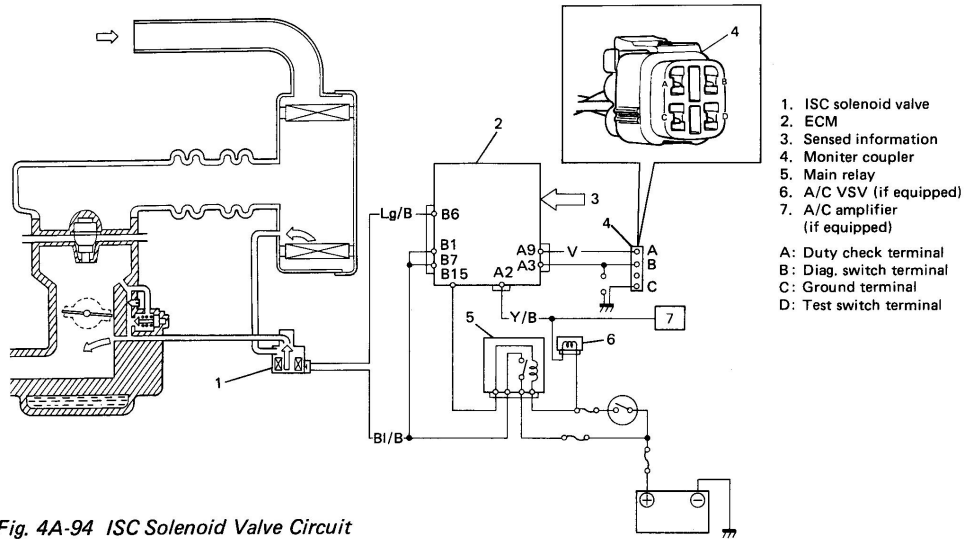 4
A
B
C
D
1. ISC solenoid valve
2. ECM
3. Sensed information
4. Moniter coupler
5. Main relay
6. A/C VSV (if equipped)
7. A/C amplifier
(if equipped)
A: Duty check terminal
B: Diag. switch terminal
C: Ground terminal
D: Test switch terminal
2
3
Lg/B
B6
B1
B7
B15
A2
A9
A3
V
4
A
B
C
Y/B
7
5
6
1
Bl/B
+
−
Fig. 4A-94 ISC Solenoid Valve Circuit